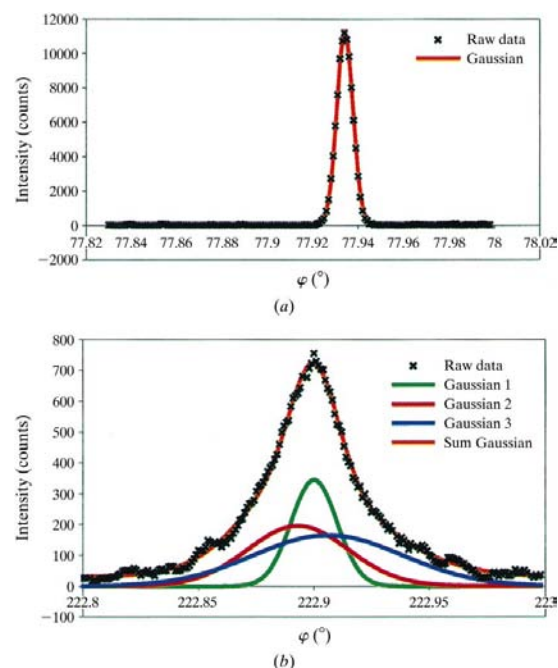 12000
10000
8000
6000
4000
2000
0
−2000
Intensity (counts)
Raw data
Gaussian
77.82 77.84 77.86 77.88 77.9 77.92 77.94 77.96 77.98 78 78.02
φ (°)
(a)
800
700
600
500
400
300
200
100
0
−100
Intensity (counts)
Raw data
Gaussian 1
Gaussian 2
Gaussian 3
Sum Gaussian
222.8 222.85 222.9 222.95 223
φ (°)
(b)